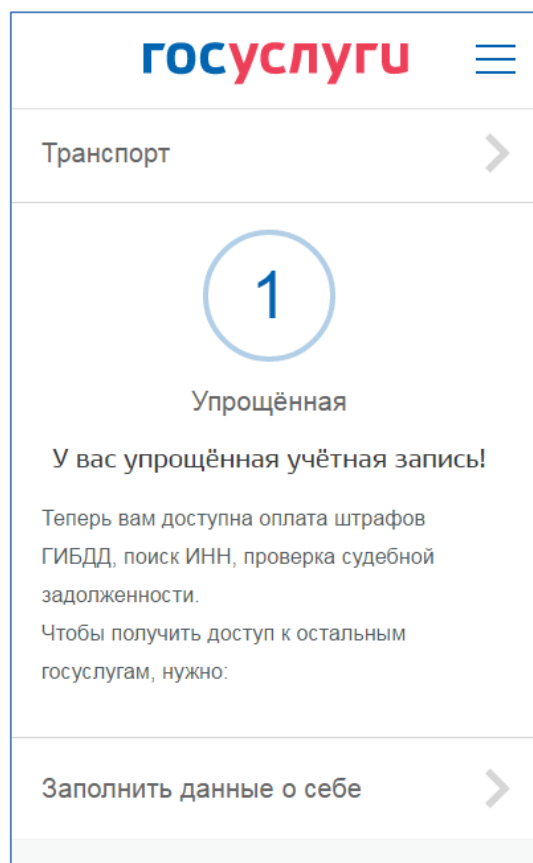 госуслуги
Транспорт
1
Упрощённая
У вас упрощённая учётная запись!
Теперь вам доступна оплата штрафов
ГИБДД, поиск ИНН, проверка судебной
задолженности.
Чтобы получить доступ к остальным
госуслугам, нужно:
Заполнить данные о себе